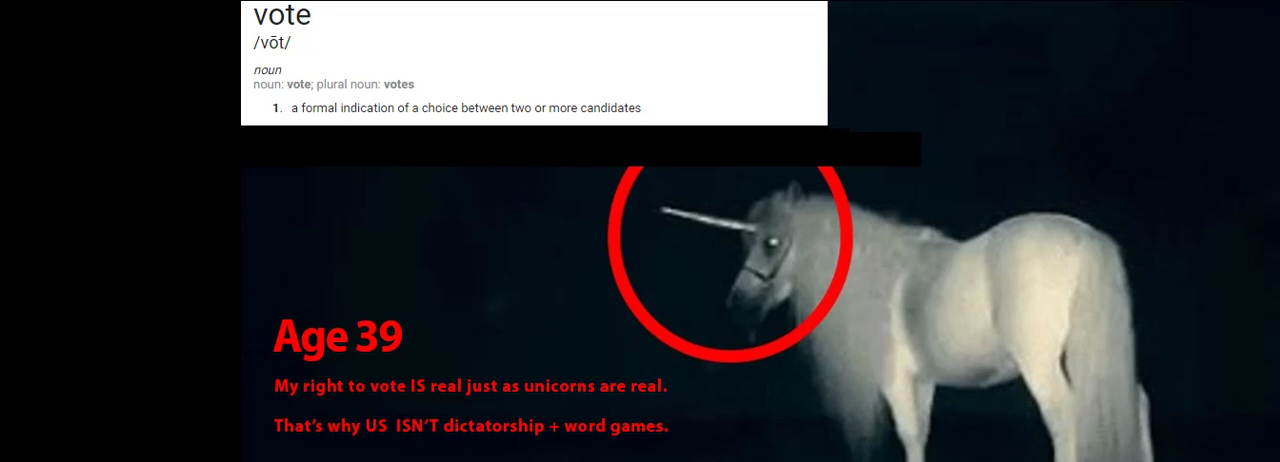 vote
/vōt/
noun
noun: vote; plural noun: votes
1. a formal indication of a choice between two or more candidates
Age 39
My right to vote IS real just as unicorns are real.
That's why US ISN'T dictatorship + word games.